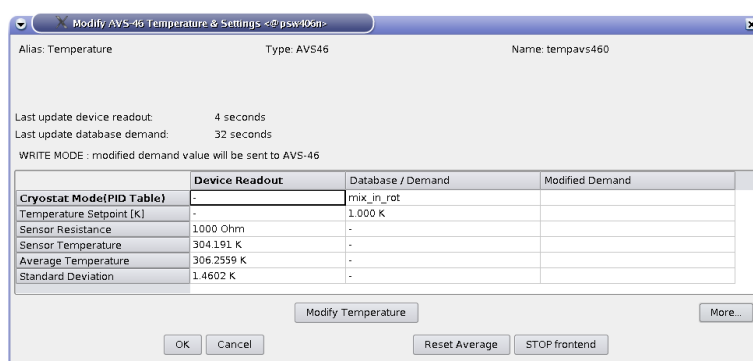 Modify AVS-46 Temperature & Settings <@psw406n>
Alias: Temperature Type: AVS46 Name: tempavs460
Last update device readout: 4 seconds
Last update database demand: 32 seconds
WRITE MODE : modified demand value will be sent to AVS-46
Device Readout Database / Demand Modified Demand
Cryostat Mode(PID Table) - mix_in_rot
Temperature Setpoint [K] - 1.000 K
Sensor Resistance 1000 Ohm -
Sensor Temperature 304.191 K -
Average Temperature 306.2559 K -
Standard Deviation 1.4602 K -
Modify Temperature More...
OK Cancel Reset Average STOP frontend